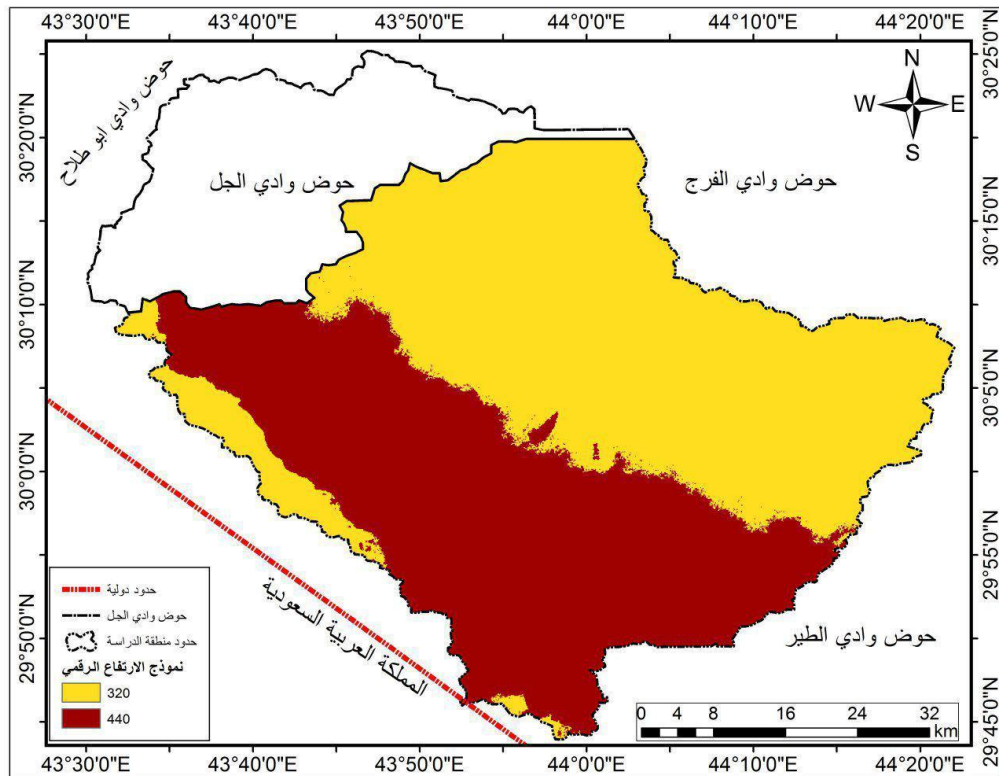 43°30'0"E 43°40'0"E 43°50'0"E 44°0'0"E 44°10'0"E 44°20'0"E
30°25'0"N
30°20'0"N
30°15'0"N
30°10'0"N
30°5'0"N
30°0'0"N
29°55'0"N
29°50'0"N
29°45'0"N
N
W E
S
حوض وادي ابو طلاح
حوض وادي الجل
حوض وادي الفرج
حوض وادي الطير
المملكة العربية السعودية
حدود دولية
حوض وادي الجل
حدود منطقة الدراسة
نموذج الارتفاع الرقمي
320
440
0 4 8 16 24 32
km
30°20'0"N
30°15'0"N
30°10'0"N
30°5'0"N
30°0'0"N
29°55'0"N
29°50'0"N
29°45'0"N
43°30'0"E 43°40'0"E 43°50'0"E 44°0'0"E 44°10'0"E 44°20'0"E